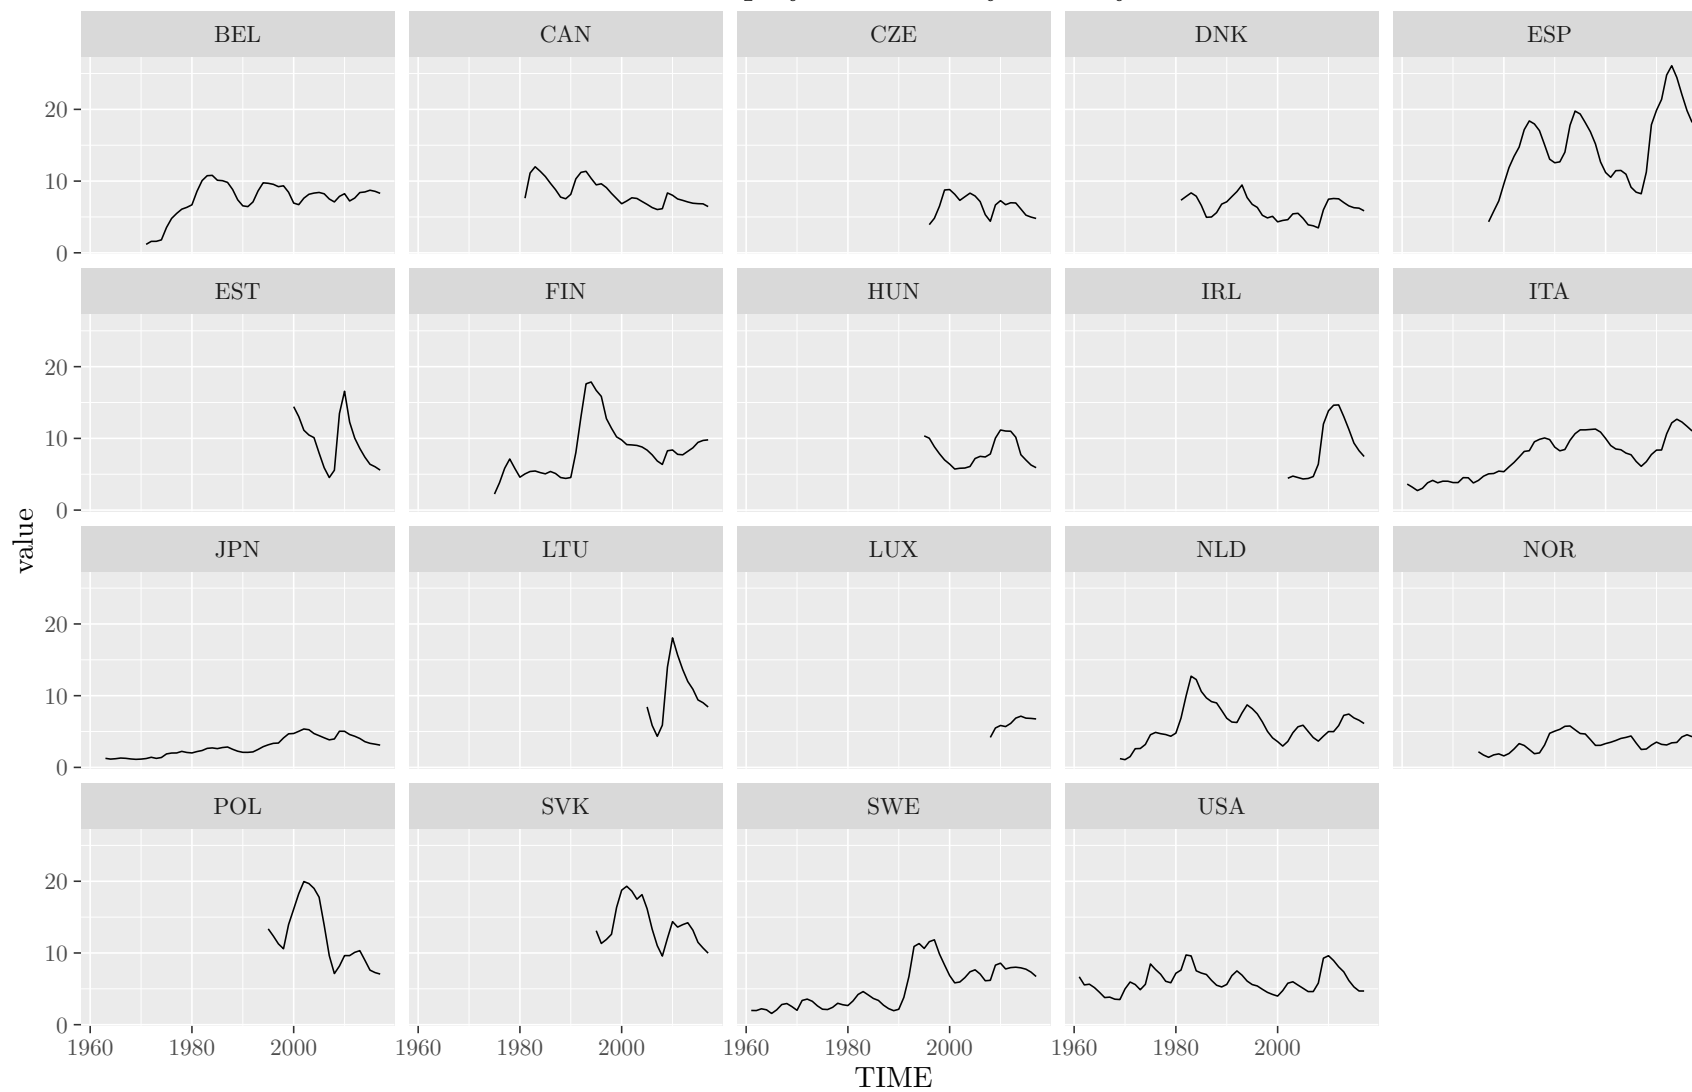 BEL CAN CZE DNK ESP
20
10
0
EST FIN HUN IRL ITA
20
10
0
value
JPN LTU LUX NLD NOR
20
10
0
POL SVK SWE USA
20
10
0
1960 1980 2000 1960 1980 2000 1960 1980 2000 1960 1980 2000
TIME